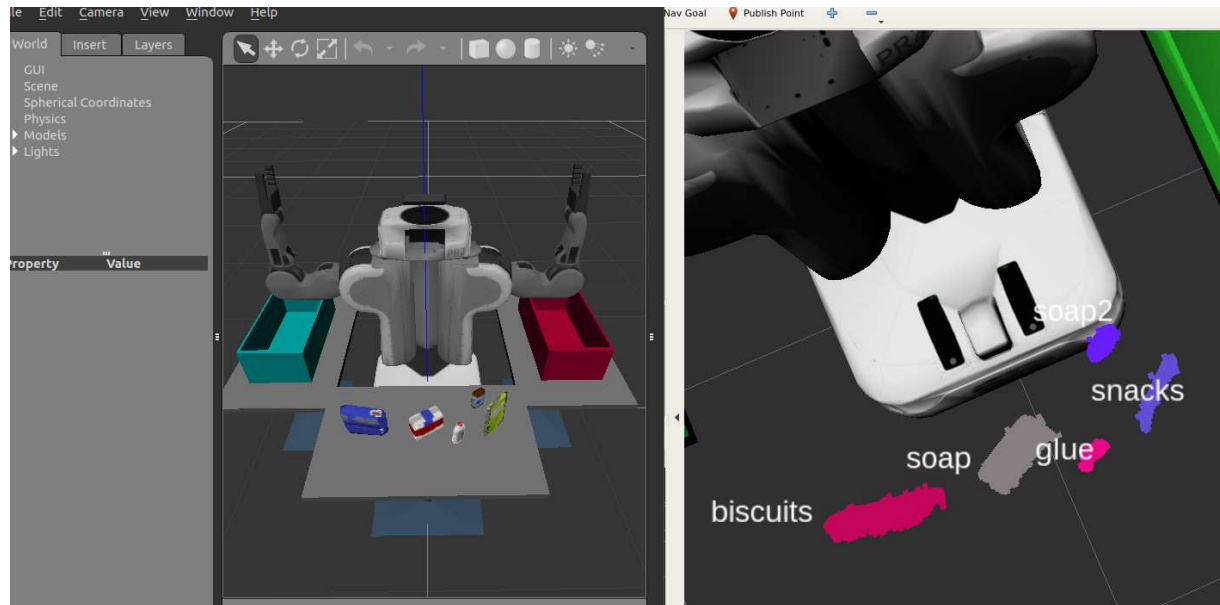 le Edit Camera View Window Help
World Insert Layers
GUI
Scene
Spherical Coordinates
Physics
Models
Lights
roperty Value
Nav Goal Publish Point
soap2
snacks
glue
soap
biscuits